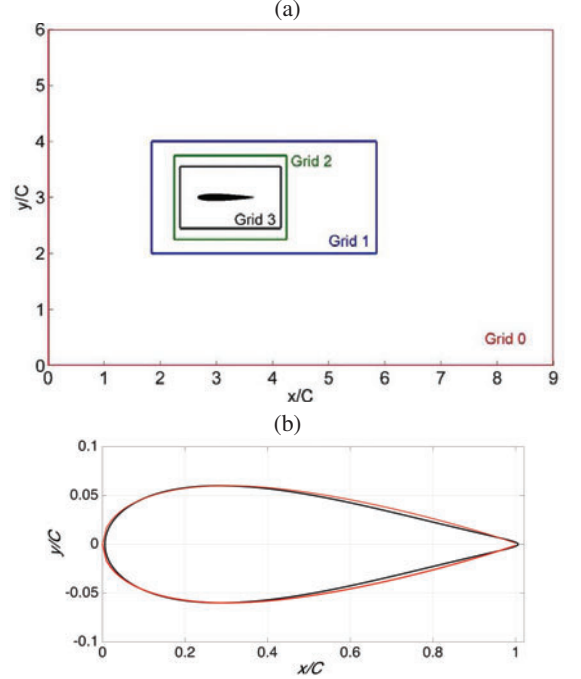 (a)
6
5
4
3
2
1
0
y/C
Grid 2
Grid 3
Grid 1
Grid 0
0 1 2 3 4 5 6 7 8 9
x/C
(b)
0.1
0.05
0
-0.05
-0.1
y/C
0 0.2 0.4 0.6 0.8 1
x/C